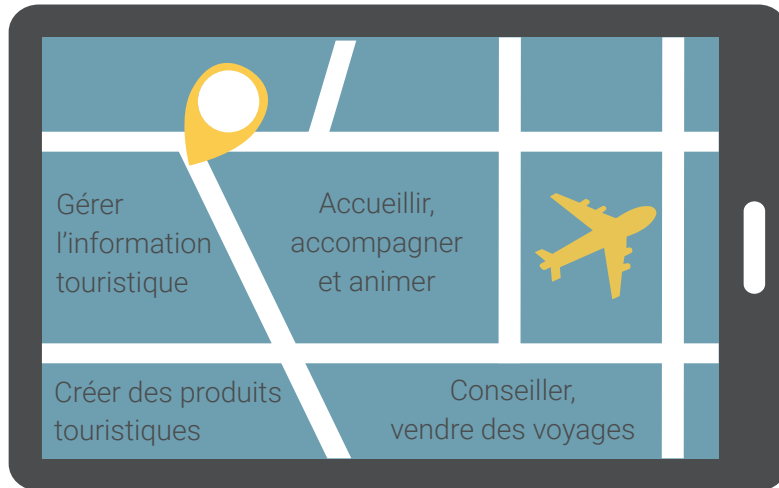 Gérer
l’information
touristique
Accueillir,
accompagner
et animer
Créer des produits
touristiques
Conseiller,
vendre des voyages